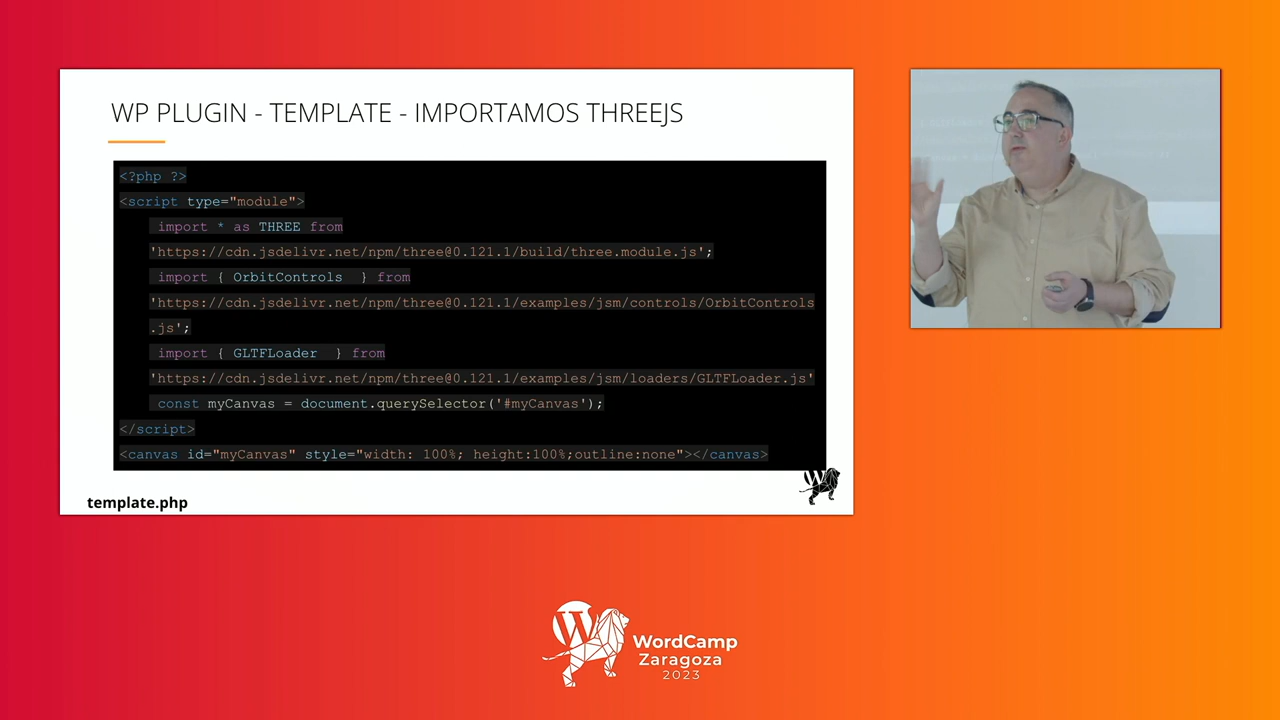 WP PLUGIN - TEMPLATE - IMPORTAMOS THREEJS
<?php ?>
<script type="module">
import * as THREE from
'https://cdn.jsdelivr.net/npm/three@0.121.1/build/three.module.js';
import { OrbitControls  } from
'https://cdn.jsdelivr.net/npm/three@0.121.1/examples/jsm/controls/OrbitControls
.js';
import { GLTFLoader  } from
'https://cdn.jsdelivr.net/npm/three@0.121.1/examples/jsm/loaders/GLTFLoader.js'
const myCanvas = document.querySelector('#myCanvas');
</script>
<canvas id="myCanvas" style="width: 100%; height:100%;outline:none"></canvas>
template.php
WordCamp
Zaragoza
2023